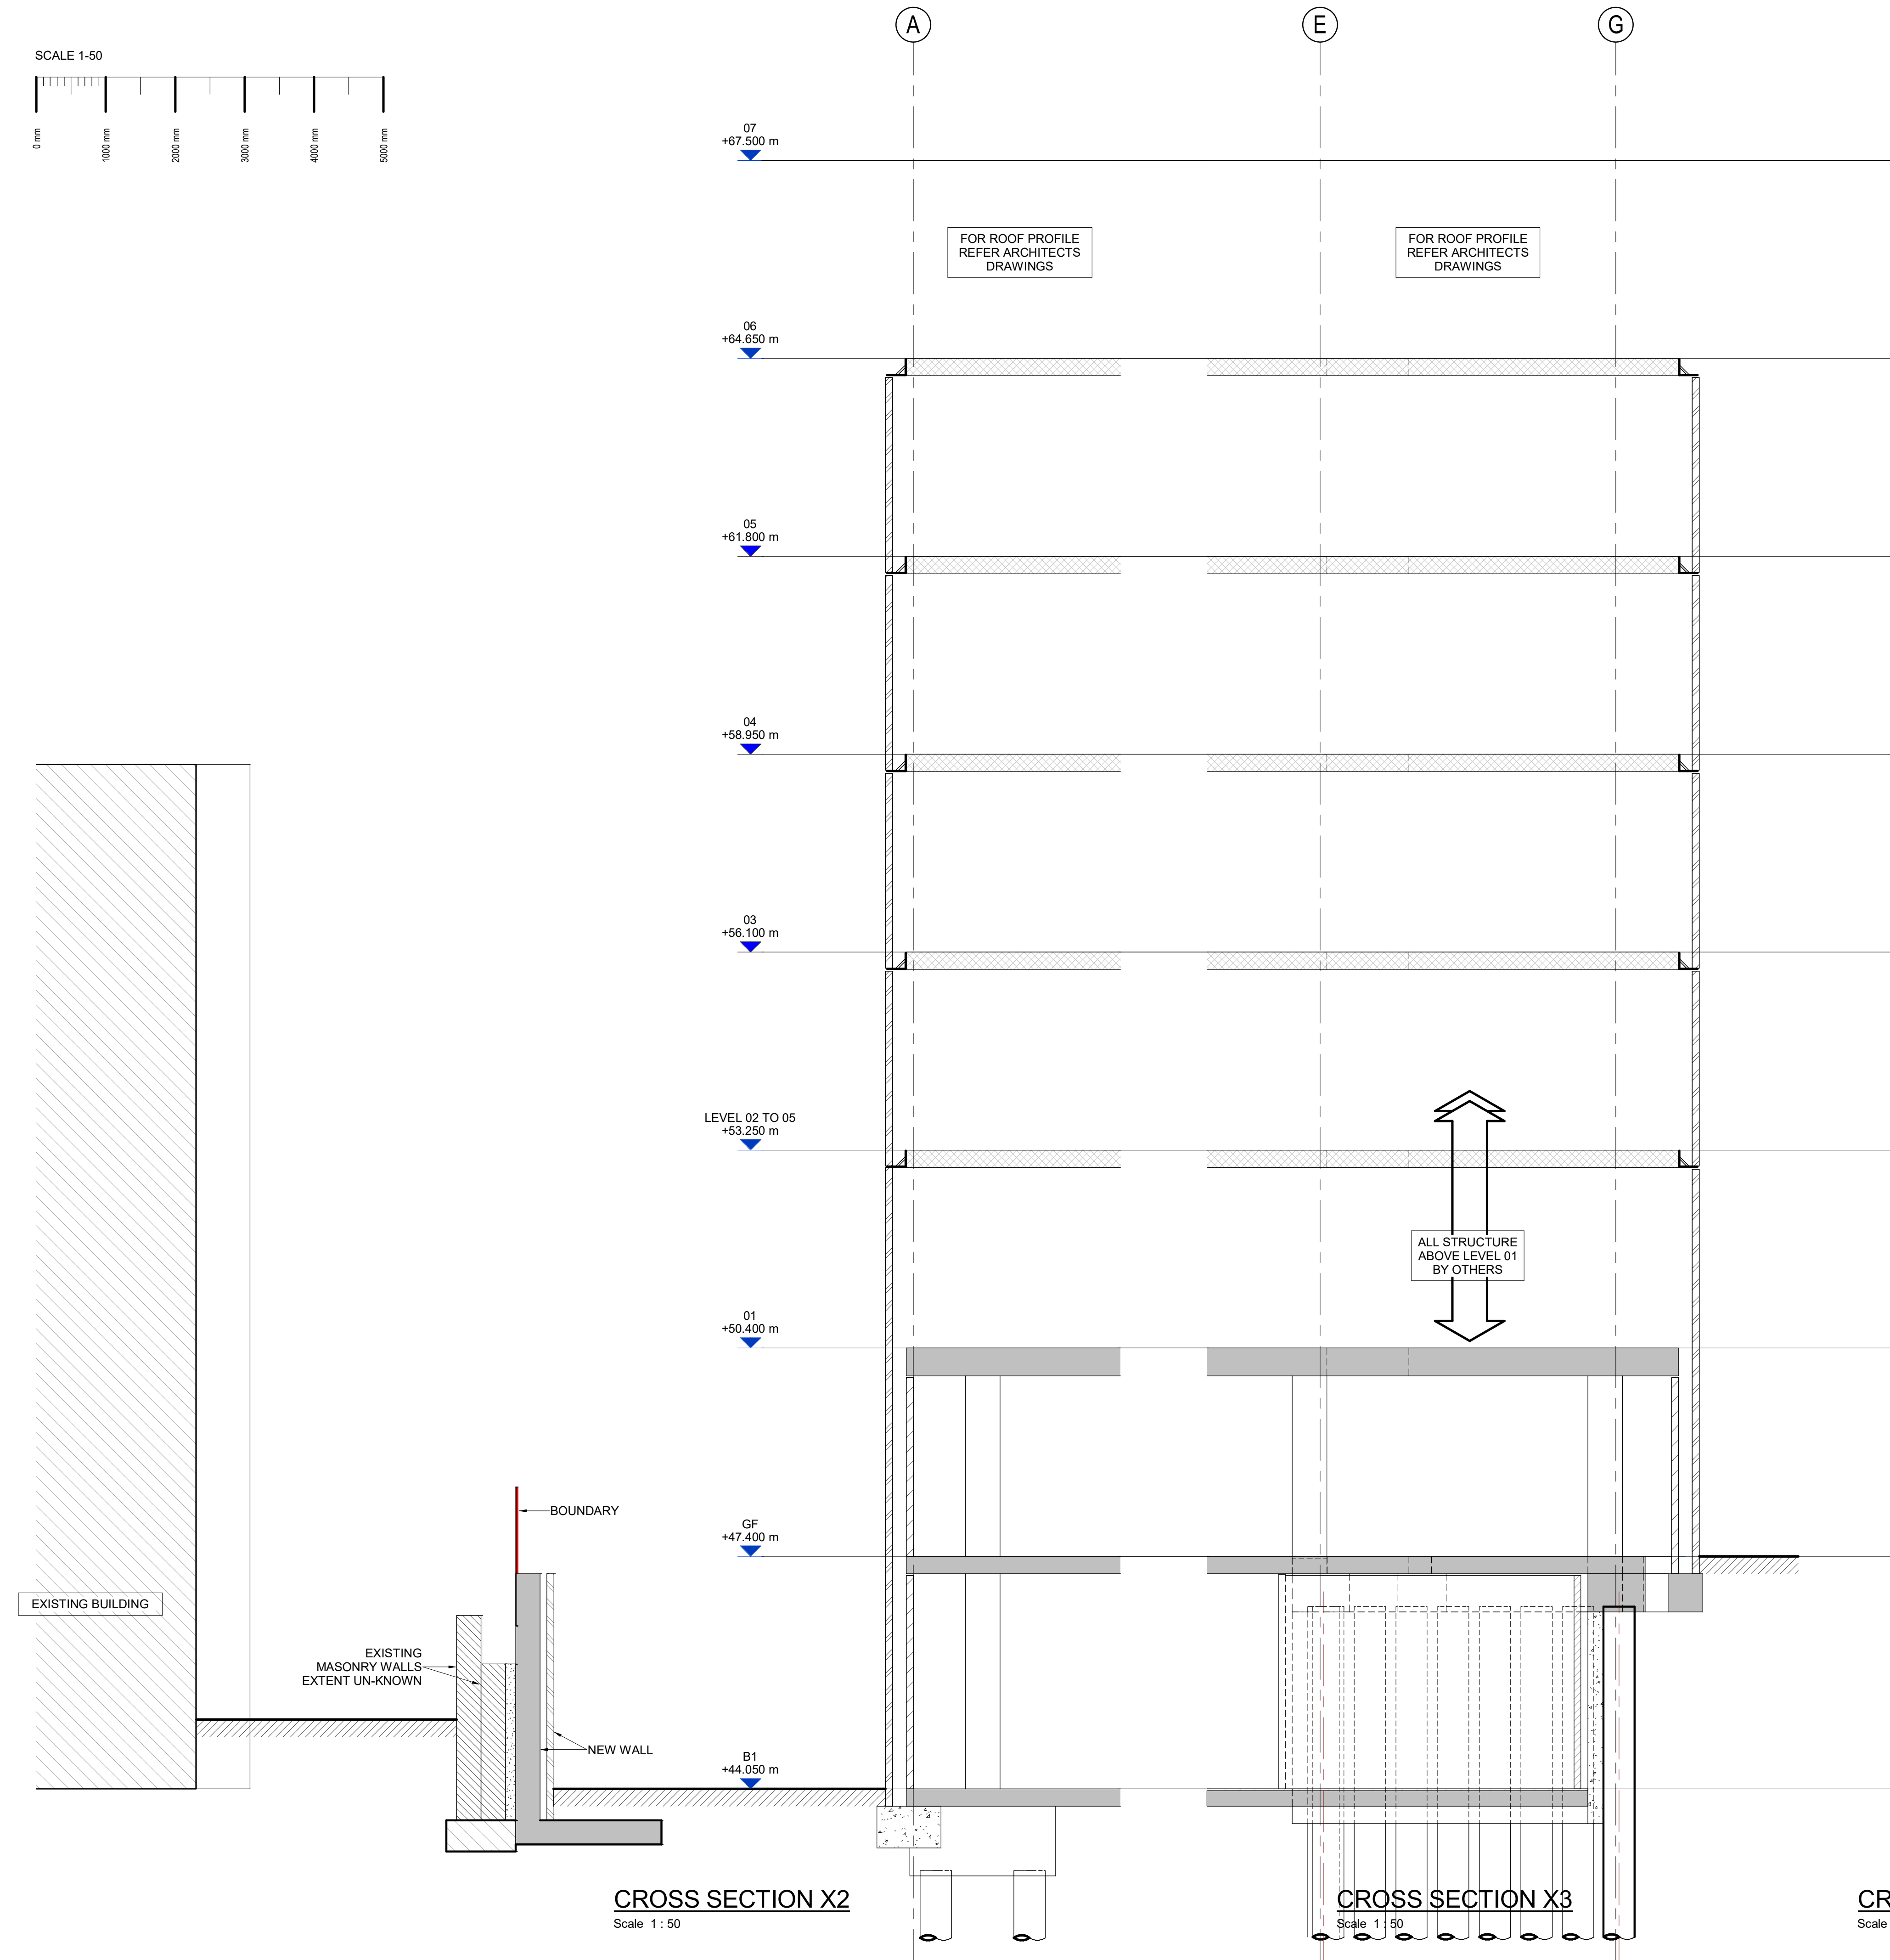 A
E
G
SCALE 1-50
0 mm
1000 mm
2000 mm
3000 mm
4000 mm
5000 mm
07
+67.500 m
FOR ROOF PROFILE
REFER ARCHITECTS
DRAWINGS
FOR ROOF PROFILE
REFER ARCHITECTS
DRAWINGS
06
+64.650 m
05
+61.800 m
04
+58.950 m
03
+56.100 m
LEVEL 02 TO 05
+53.250 m
ALL STRUCTURE
ABOVE LEVEL 01
BY OTHERS
01
+50.400 m
BOUNDARY
GF
+47.400 m
EXISTING BUILDING
EXISTING
MASONRY WALLS
EXTENT UN-KNOWN
NEW WALL
B1
+44.050 m
CROSS SECTION X2
Scale 1 : 50
CROSS SECTION X3
Scale 1 : 50
CR
Scale